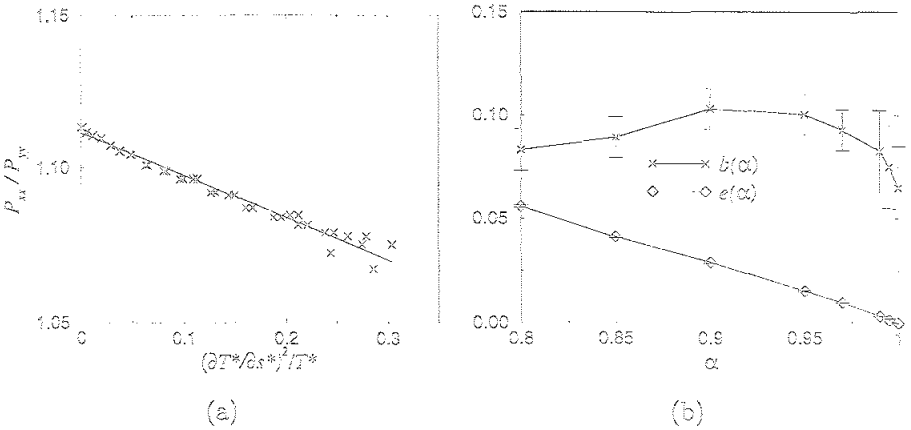 1.15
1.10
1.05
P_xx / P_yy
0
0.1
0.2
0.3
(∂T*/∂s*)²/T*
(a)
0.15
0.10
0.05
0.00
b(α)
e(α)
0.8
0.85
0.9
0.95
1
α
(b)